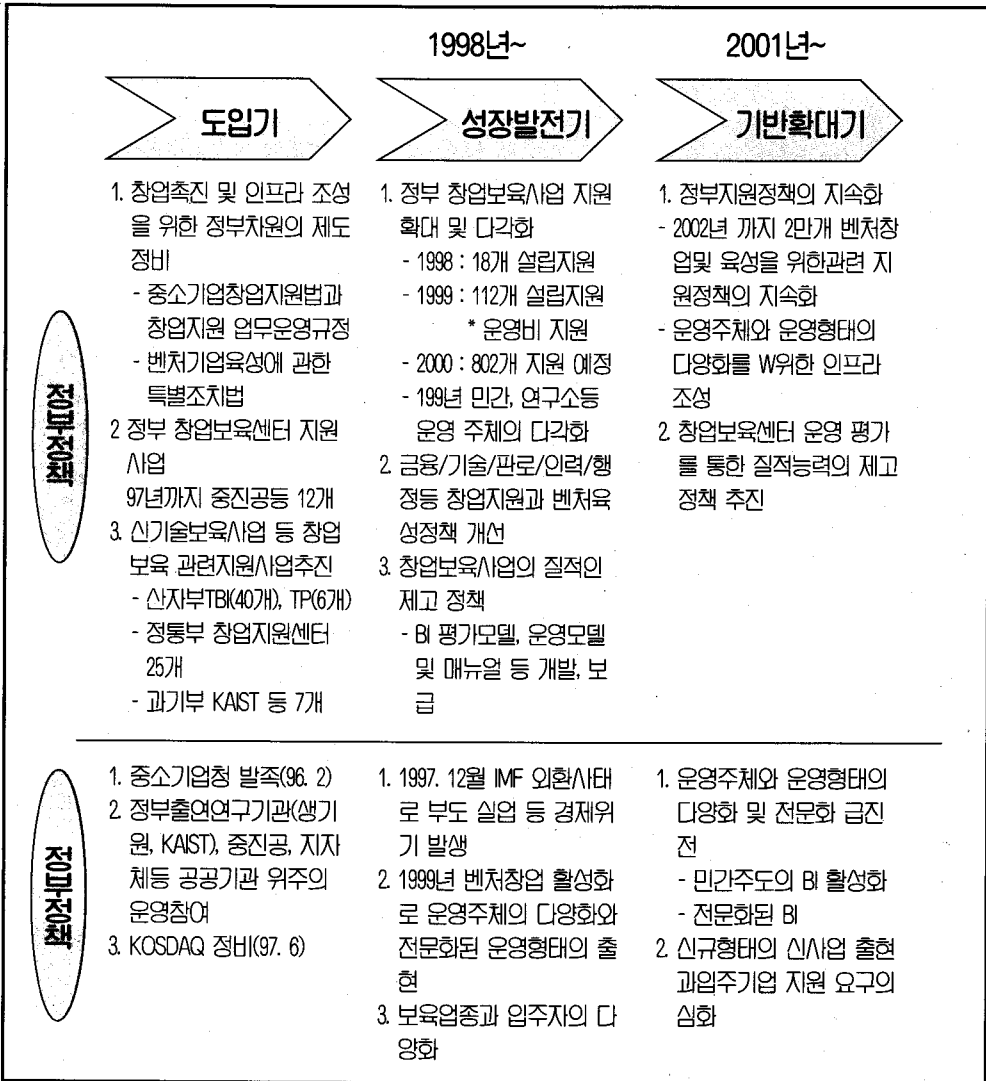 1998년~
2001년~
도입기
성장발전기
기반확대기
정부정책
1. 창업촉진 및 인프라 조성
을 위한 정부차원의 제도
정비
- 중소기업창업지원법과
창업지원 업무운영규정
- 벤처기업육성에 관한
특별조치법
2 정부 창업보육센터 지원
사업
97년까지 중진공등 12개
3. 신기술보육사업 등 창업
보육 관련지원사업추진
- 산자부TBI(40개), TP(6개)
- 정통부 창업지원센터
25개
- 과기부 KAIST 등 7개
1. 정부 창업보육사업 지원
확대 및 다각화
- 1998 : 18개 설립지원
- 1999 : 112개 설립지원
* 운영비 지원
- 2000 : 802개 지원 예정
- 199년 민간, 연구소등
운영 주체의 다각화
2. 금융/기술/판로/인력/행
정등 창업지원과 벤처육
성정책 개선
3. 창업보육사업의 질적인
제고 정책
- BI 평가모델, 운영모델
및 매뉴얼 등 개발, 보
급
1. 정부지원정책의 지속화
- 2002년 까지 2만개 벤처창
업및 육성을 위한관련 지
원정책의 지속화
- 운영주체와 운영형태의
다양화를 W위한 인프라
조성
2. 창업보육센터 운영 평가
를 통한 질적능력의 제고
정책 추진
정부정책
1. 중소기업청 발족(96. 2)
2. 정부출연연구기관(생기
원, KAIST), 중진공, 지자
체등 공공기관 위주의
운영참여
3. KOSDAQ 정비(97. 6)
1. 1997. 12월 IMF 외환사태
로 부도 실업 등 경제위
기 발생
2. 1999년 벤처창업 활성화
로 운영주체의 다양화와
전문화된 운영형태의 출
현
3. 보육업종과 입주자의 다
양화
1. 운영주체와 운영형태의
다양화 및 전문화 급진
전
- 민간주도의 BI 활성화
- 전문화된 BI
2. 신규형태의 신사업 출현
과입주기업 지원 요구의
심화